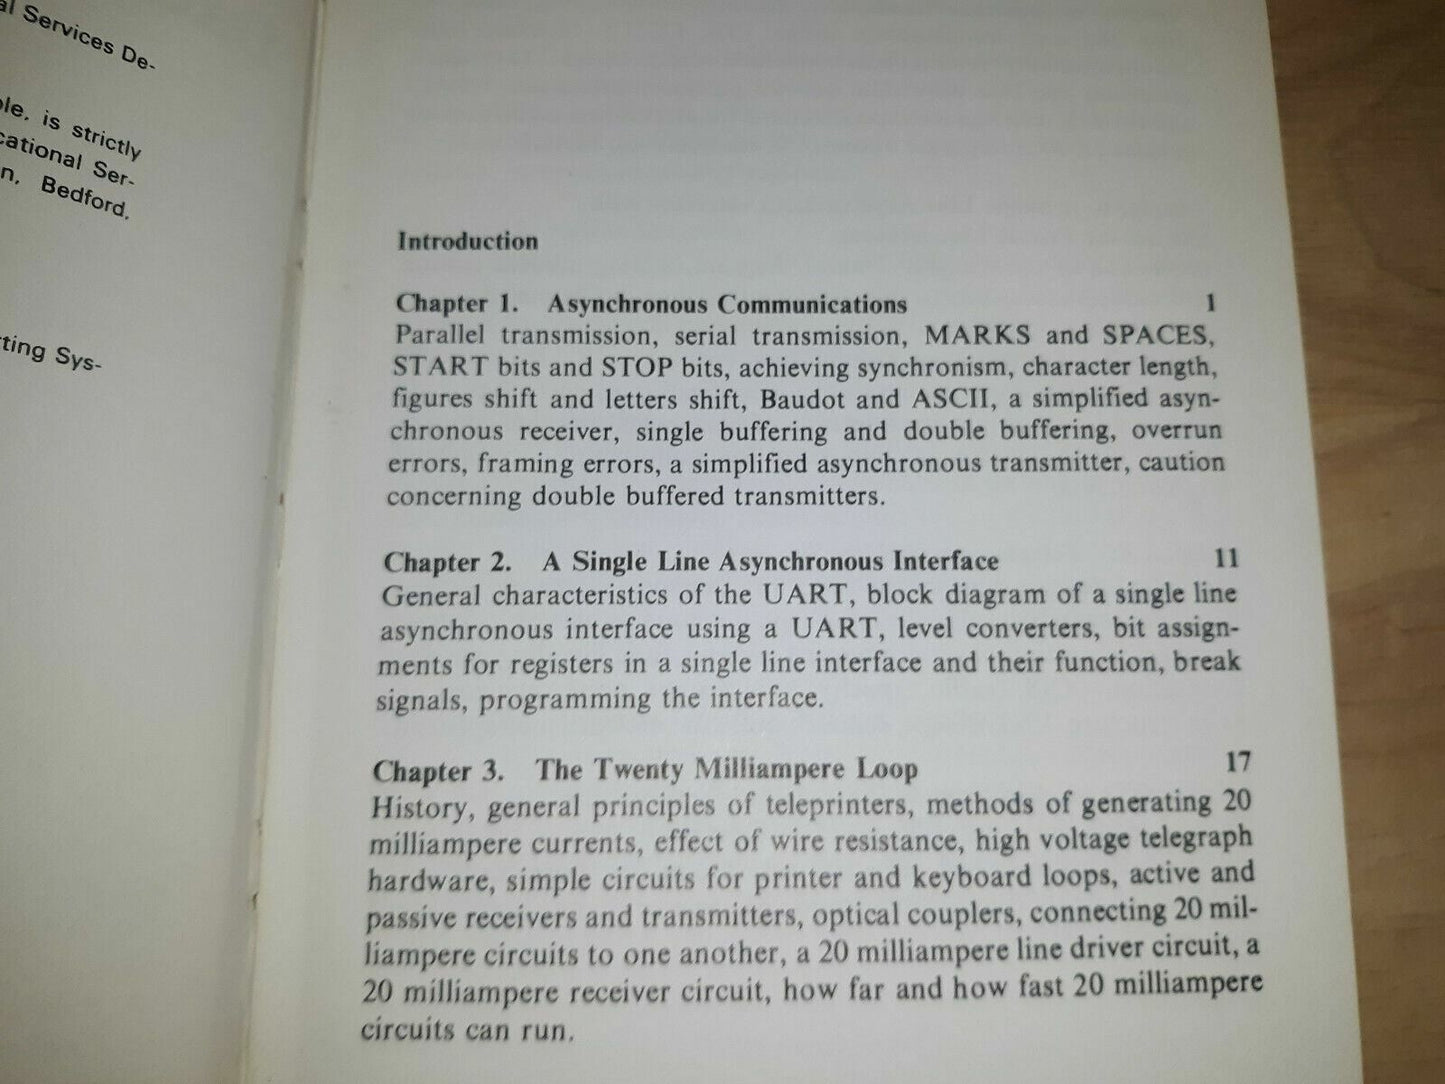 al Services De-
ble, is strictly
cational Ser-
n, Bedford,
ting Sys-
Introduction
Chapter 1. Asynchronous Communications 1
Parallel transmission, serial transmission, MARKS and SPACES,
START bits and STOP bits, achieving synchronism, character length,
figures shift and letters shift, Baudot and ASCII, a simplified asyn-
chronous receiver, single buffering and double buffering, overrun
errors, framing errors, a simplified asynchronous transmitter, caution
concerning double buffered transmitters.
Chapter 2. A Single Line Asynchronous Interface 11
General characteristics of the UART, block diagram of a single line
asynchronous interface using a UART, level converters, bit assign-
ments for registers in a single line interface and their function, break
signals, programming the interface.
Chapter 3. The Twenty Milliampere Loop 17
History, general principles of teleprinters, methods of generating 20
milliampere currents, effect of wire resistance, high voltage telegraph
hardware, simple circuits for printer and keyboard loops, active and
passive receivers and transmitters, optical couplers, connecting 20 mil-
liampere circuits to one another, a 20 milliampere line driver circuit, a
20 milliampere receiver circuit, how far and how fast 20 milliampere
circuits can run.